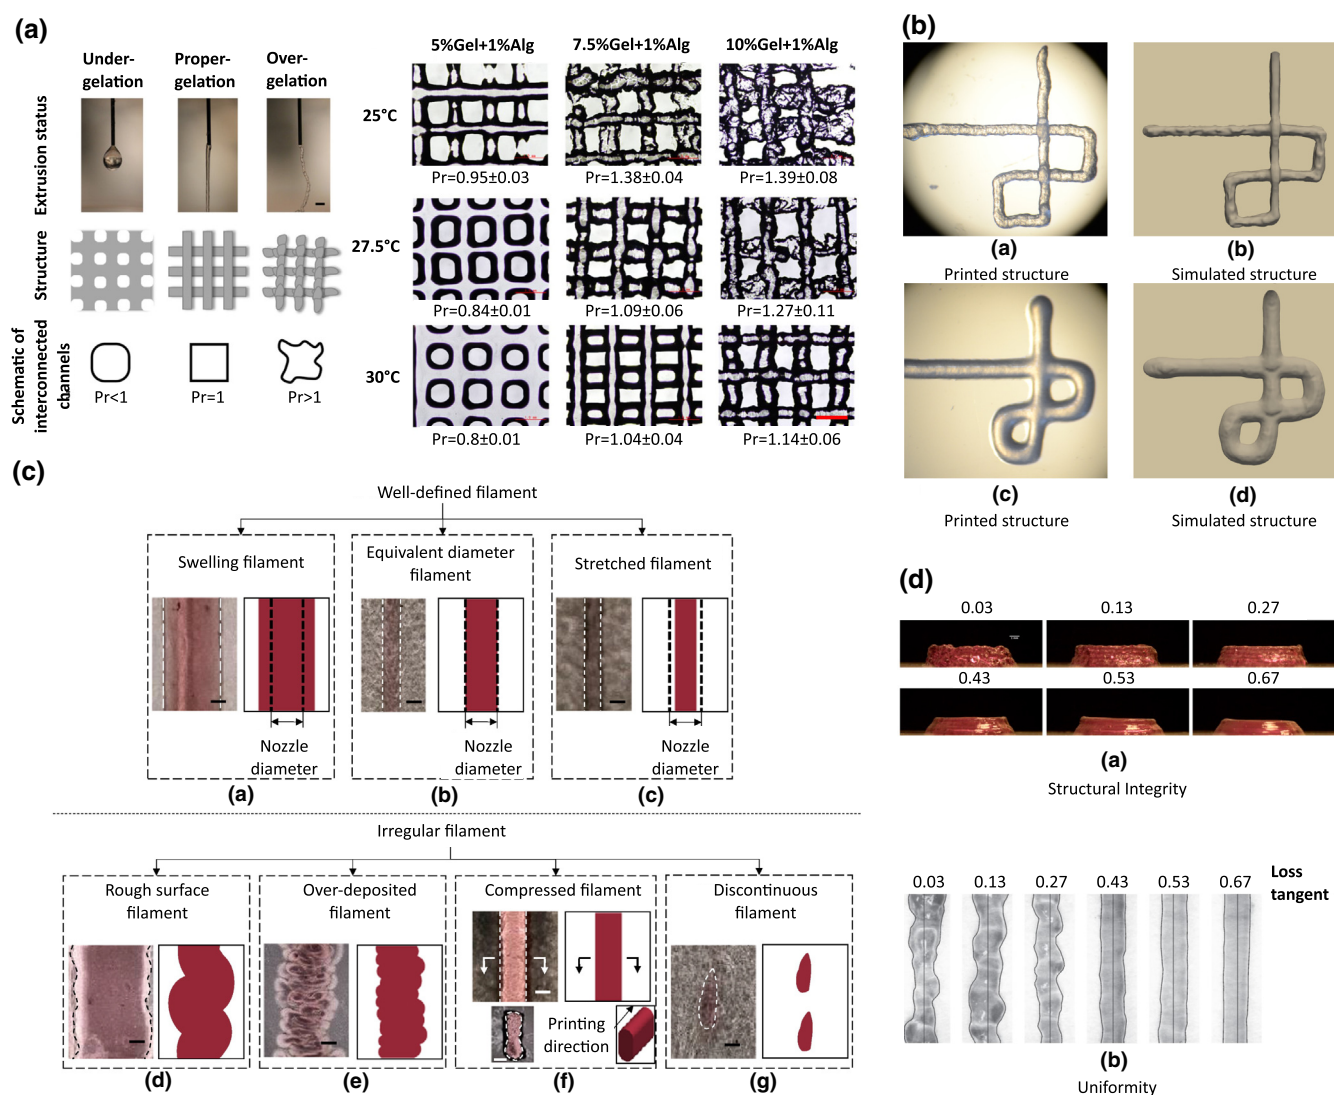 (a)
Under-
gelation
Proper-
gelation
Over-
gelation
Extrusion status
Structure
Schematic of
interconnected
channels
Pr<1
Pr=1
Pr>1
5%Gel+1%Alg
7.5%Gel+1%Alg
10%Gel+1%Alg
25°C
Pr=0.95±0.03
Pr=1.38±0.04
Pr=1.39±0.08
27.5°C
Pr=0.84±0.01
Pr=1.09±0.06
Pr=1.27±0.11
30°C
Pr=0.8±0.01
Pr=1.04±0.04
Pr=1.14±0.06
(b)
(a)
Printed structure
(b)
Simulated structure
(c)
Printed structure
(d)
Simulated structure
(c)
Well-defined filament
Swelling filament
Nozzle
diameter
(a)
Equivalent diameter
filament
Nozzle
diameter
(b)
Stretched filament
Nozzle
diameter
(c)
Irregular filament
Rough surface
filament
(d)
Over-deposited
filament
(e)
Compressed filament
Printing
direction
(f)
Discontinuous
filament
(g)
(d)
0.03
0.13
0.27
0.43
0.53
0.67
(a)
Structural Integrity
0.03
0.13
0.27
0.43
0.53
0.67
Loss
tangent
(b)
Uniformity